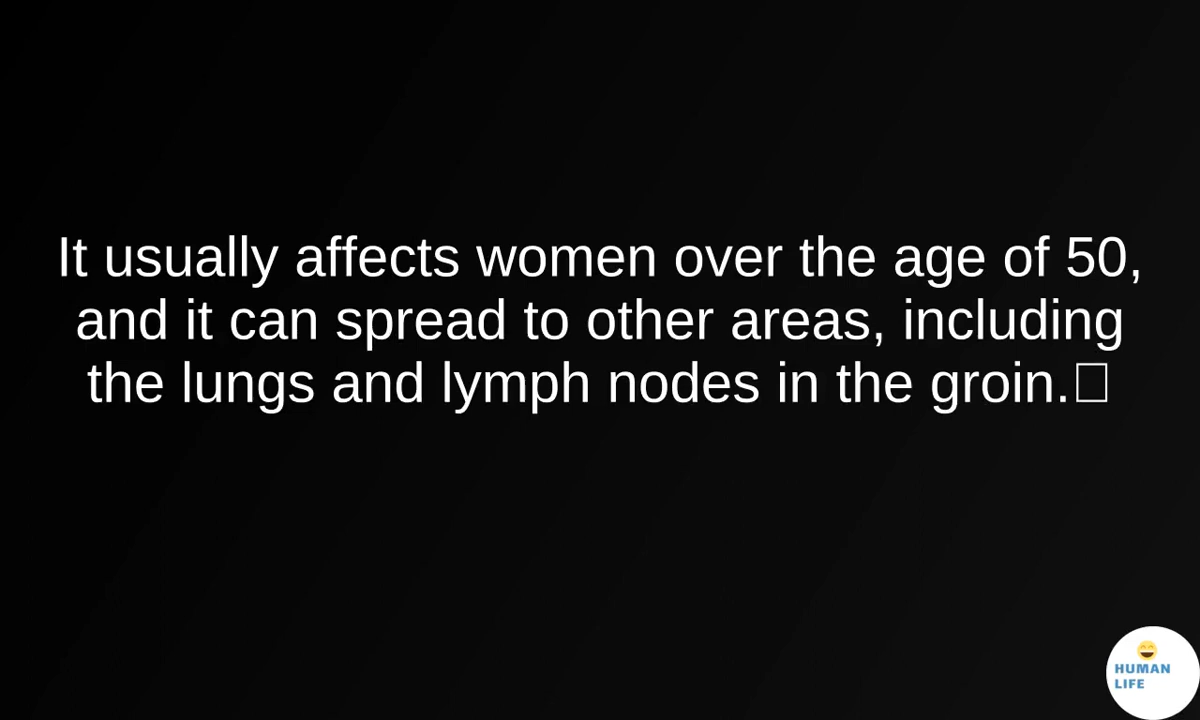 It usually affects women over the age of 50,
and it can spread to other areas, including
the lungs and lymph nodes in the groin.
HUMAN
LIFE